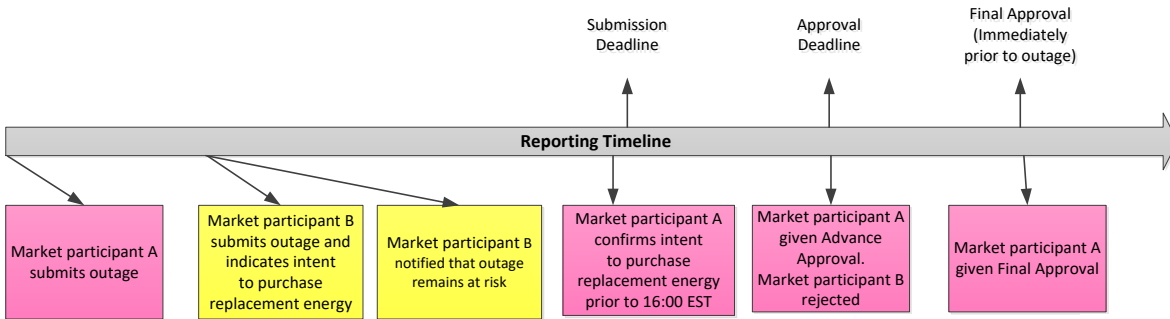 Submission
Deadline
Approval
Deadline
Final Approval
(Immediately
prior to outage)
Reporting Timeline
Market participant A
submits outage
Market participant B
submits outage and
indicates intent
to purchase
replacement energy
Market participant B
notified that outage
remains at risk
Market participant A
confirms intent
to purchase
replacement energy
prior to 16:00 EST
Market participant A
given Advance
Approval.
Market participant B
rejected
Market participant A
given Final Approval